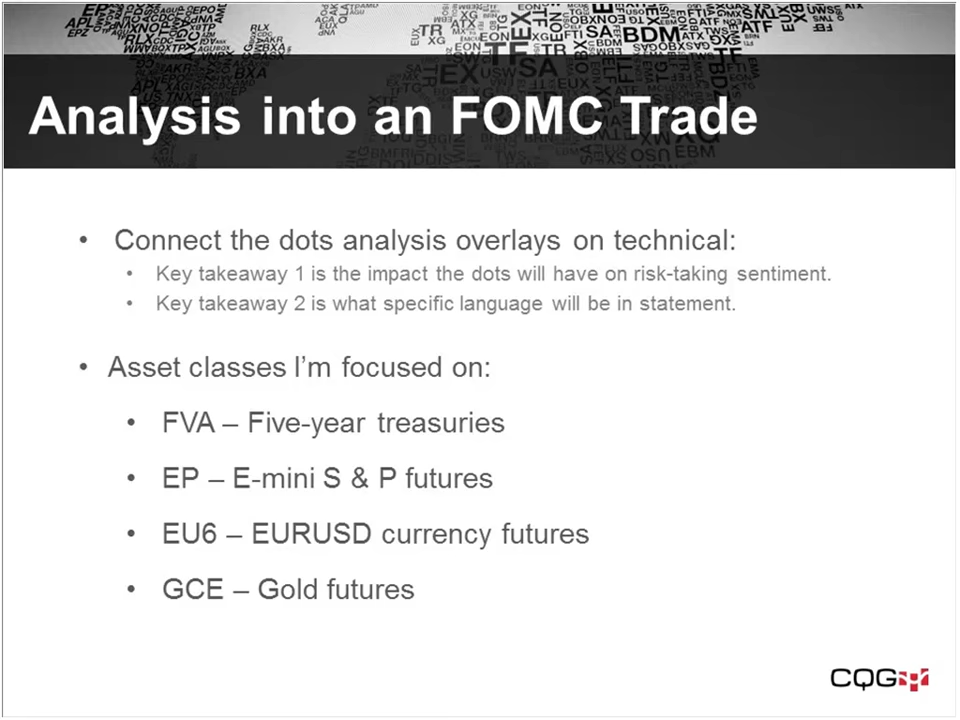 Analysis into an FOMC Trade
• Connect the dots analysis overlays on technical:
• Key takeaway 1 is the impact the dots will have on risk-taking sentiment.
• Key takeaway 2 is what specific language will be in statement.
• Asset classes I’m focused on:
• FVA – Five-year treasuries
• EP – E-mini S & P futures
• EU6 – EURUSD currency futures
• GCE – Gold futures
CQG